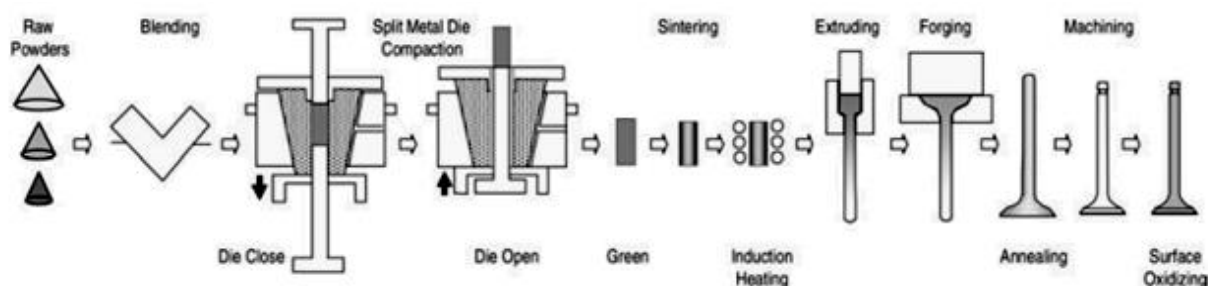 Raw
Powders
Blending
Split Metal Die
Compaction
Sintering
Extruding
Forging
Machining
Die Close
Die Open
Green
Induction
Heating
Annealing
Surface
Oxidizing